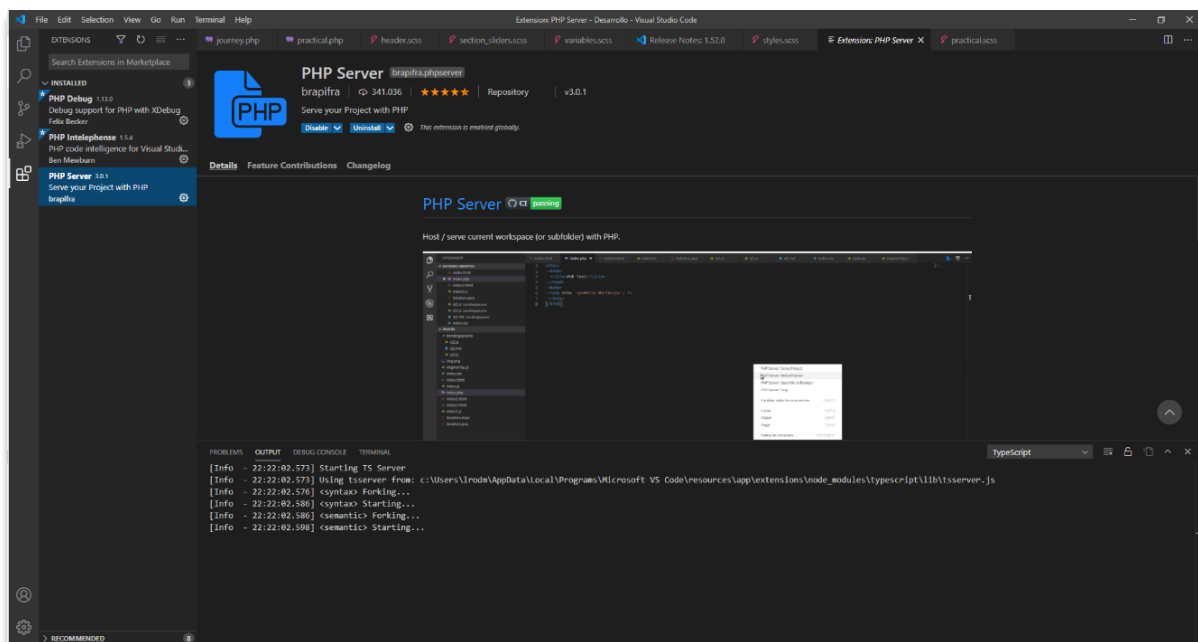 File Edit Selection View Go Run Terminal Help
Extension: PHP Server - Desarrollo - Visual Studio Code
EXTENSIONS
journey.php
practical.php
header.scss
section_sliders.scss
variables.scss
Release Notes: 1.52.0
styles.scss
Extension: PHP Server
practical.scss
Search Extensions in Marketplace
INSTALLED 3
PHP Debug 1.13.0
Debug support for PHP with XDebug
Felix Becker
PHP Intelephense 1.5.4
PHP code intelligence for Visual Studi...
Ben Mewburn
PHP Server 3.0.1
Serve your Project with PHP
brapifra
PHP
PHP Server brapifra.phpserver
brapifra 341.036 Repository v3.0.1
Serve your Project with PHP
Disable Uninstall This extension is enabled globally.
Details Feature Contributions Changelog
PHP Server CI passing
Host / serve current workspace (or subfolder) with PHP.
PROBLEMS OUTPUT DEBUG CONSOLE TERMINAL
TypeScript
[Info - 22:22:02.573] Starting TS Server
[Info - 22:22:02.573] Using tsserver from: c:\Users\lrodm\AppData\Local\Programs\Microsoft VS Code\resources\app\extensions\node_modules\typescript\lib\tsserver.js
[Info - 22:22:02.576] <syntax> Forking...
[Info - 22:22:02.586] <syntax> Starting...
[Info - 22:22:02.586] <semantic> Forking...
[Info - 22:22:02.598] <semantic> Starting...
RECOMMENDED 8